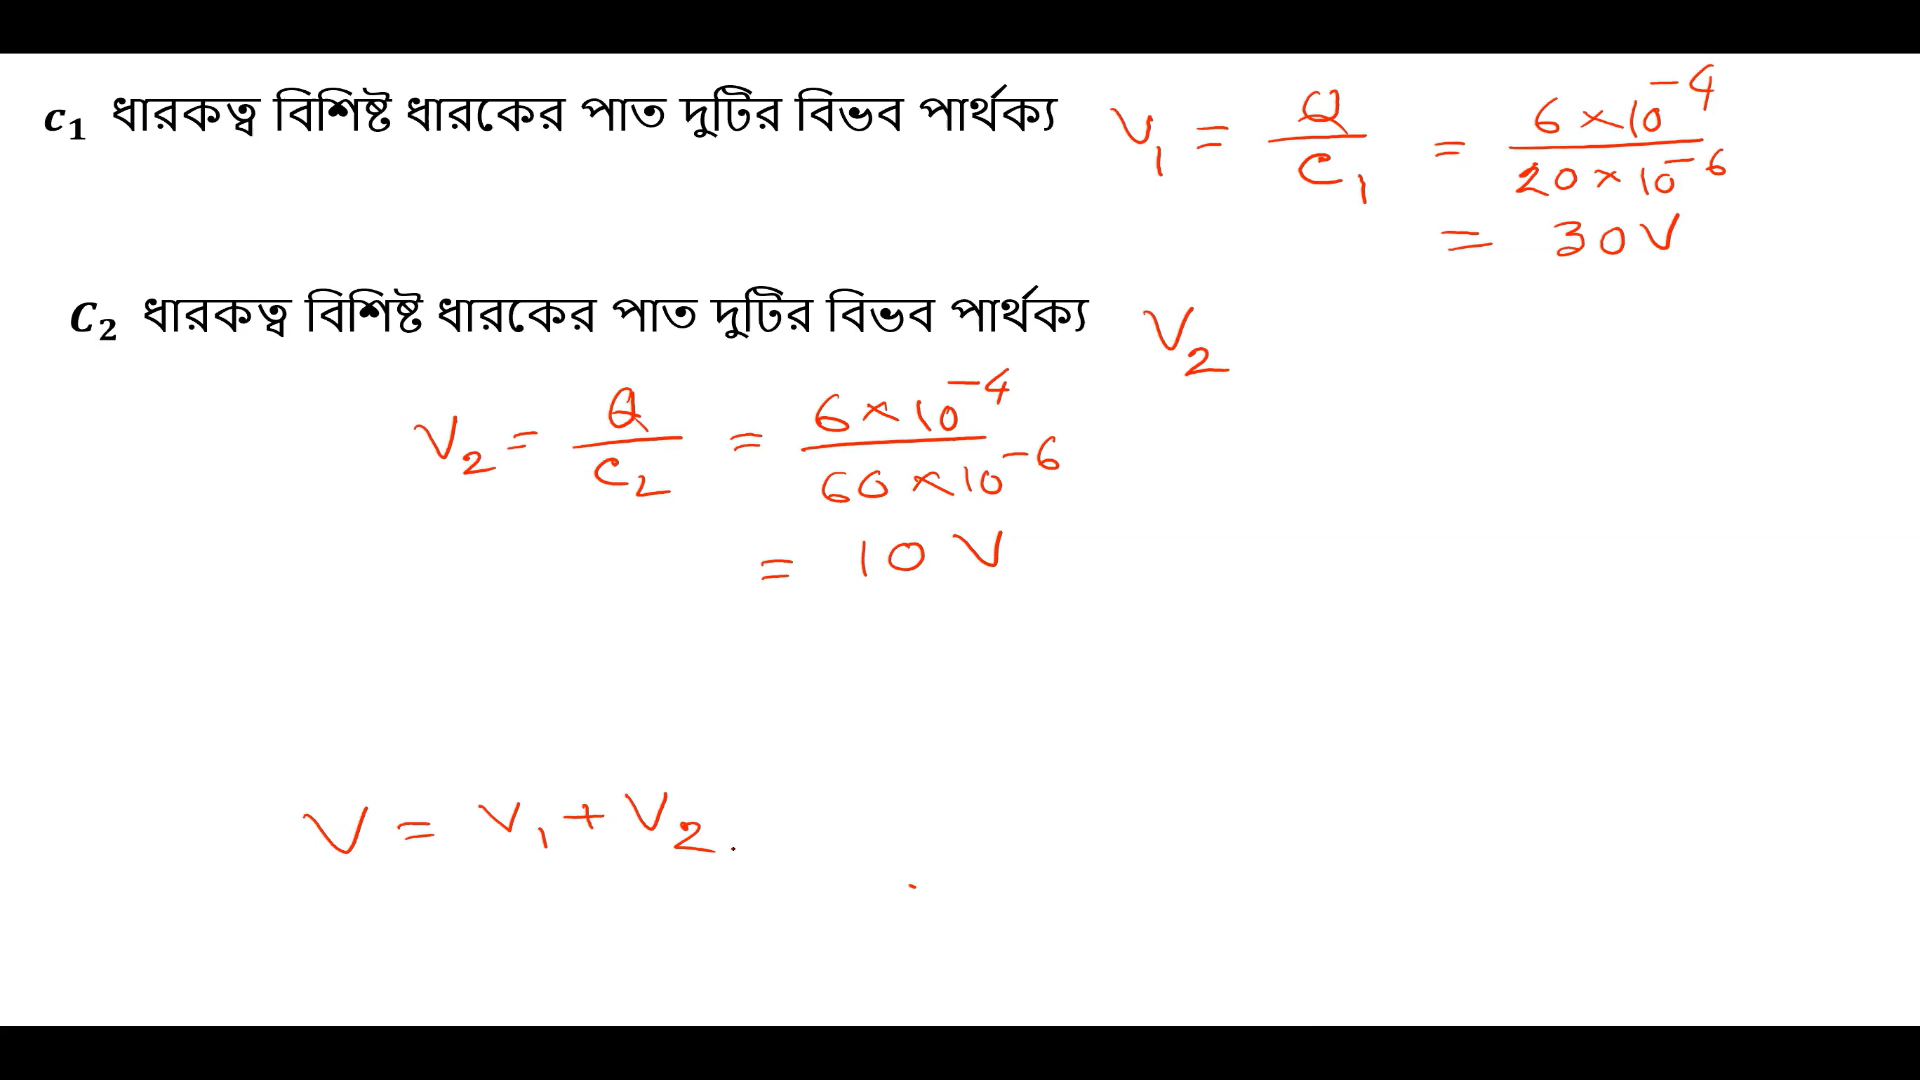 c₁ ধারকত্ব বিশিষ্ট ধারকের পাত দুটির বিভব পার্থক্য V₁ = Q/C₁ = 6×10⁻⁴/20×10⁻⁶
= 30V
C₂ ধারকত্ব বিশিষ্ট ধারকের পাত দুটির বিভব পার্থক্য V₂
V₂ = Q/C₂ = 6×10⁻⁴/60×10⁻⁶
= 10V
V = V₁ + V₂